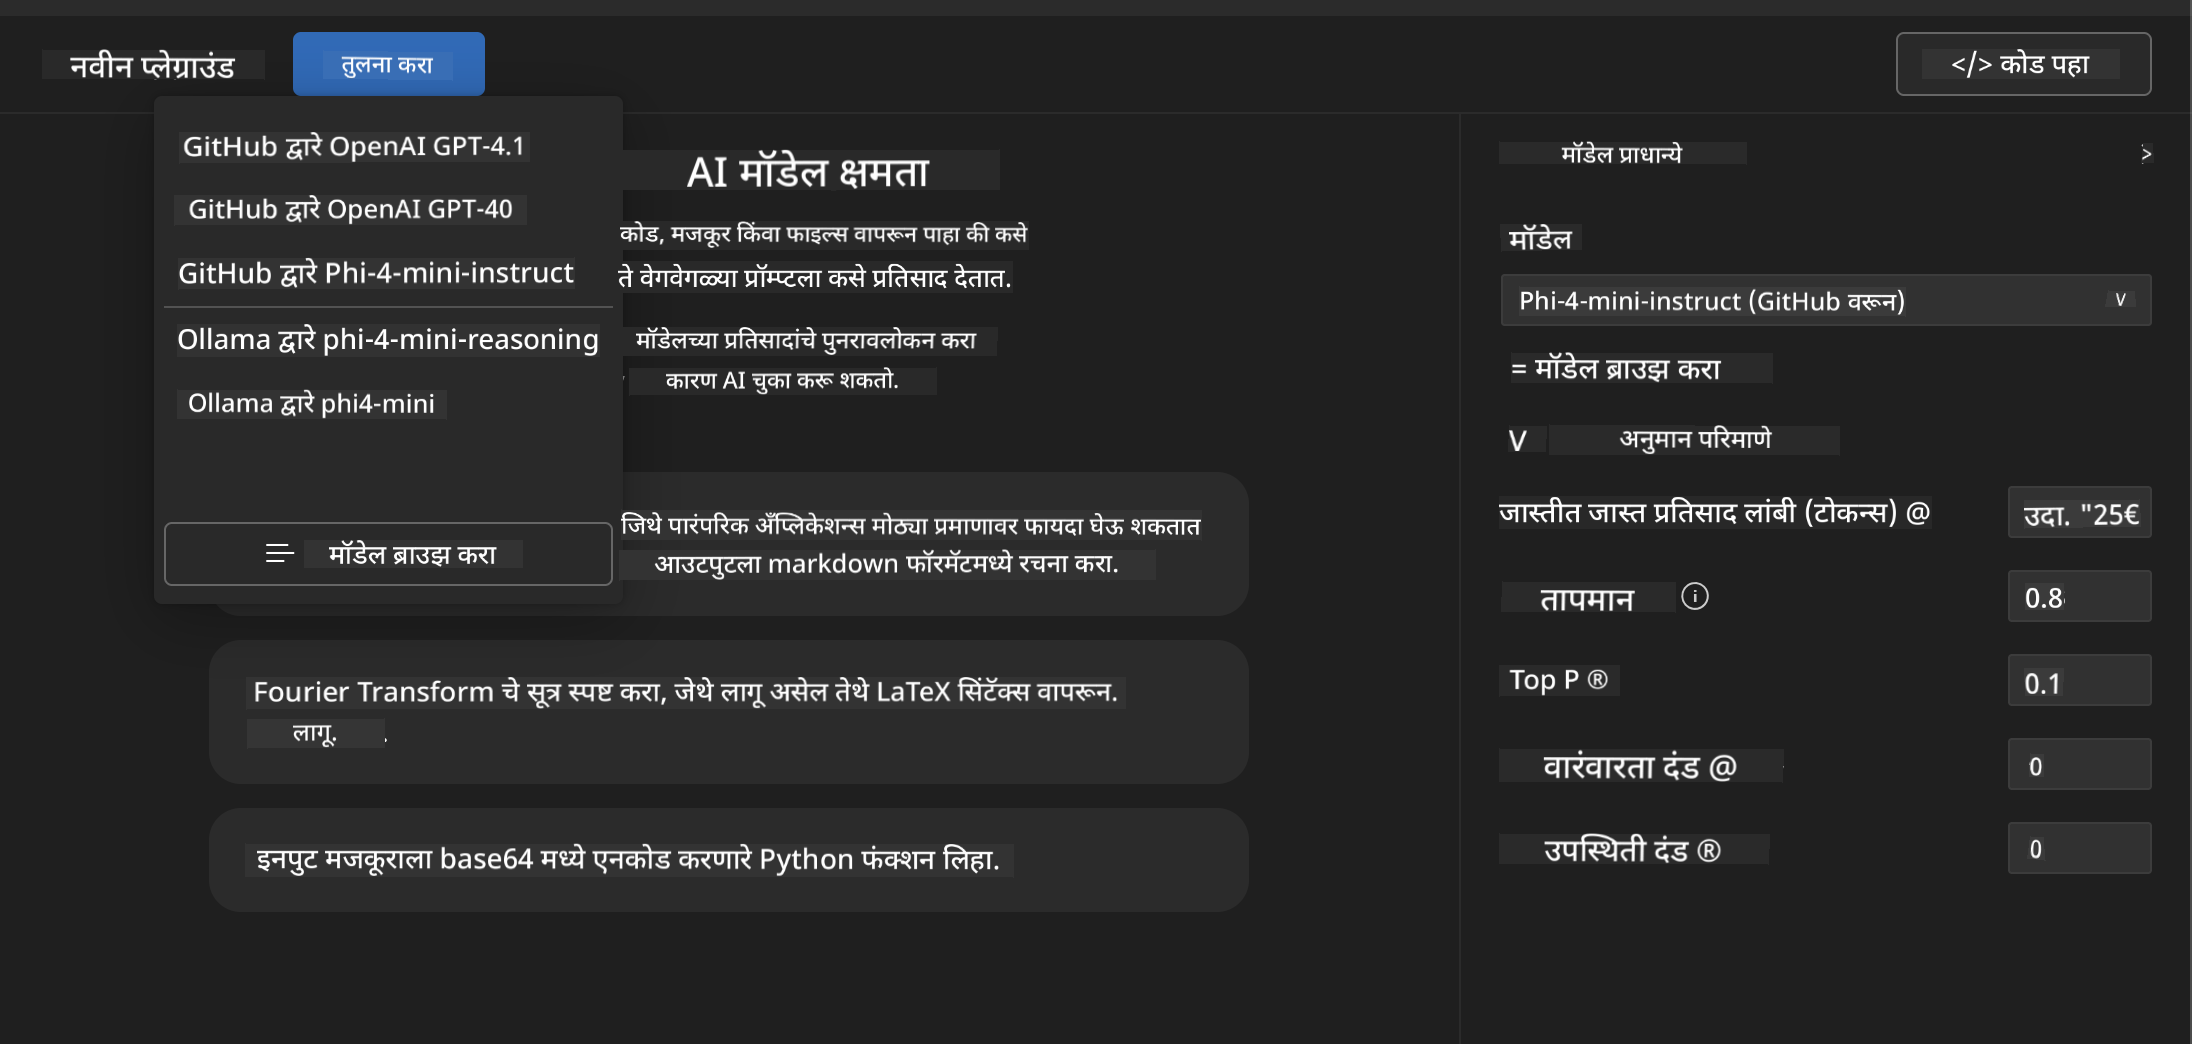 नवीन प्लेग्राउंड
तुलना करा
</> कोड पहा
GitHub द्वारे OpenAI GPT-4.1
GitHub द्वारे OpenAI GPT-40
GitHub द्वारे Phi-4-mini-instruct
Ollama द्वारे phi-4-mini-reasoning
Ollama द्वारे phi4-mini
मॉडेल ब्राउझ करा
AI मॉडेल क्षमता
कोड, मजकूर किंवा फाइल्स वापरून पाहा की कसे
ते वेगवेगळ्या प्रॉम्प्टला कसे प्रतिसाद देतात.
मॉडेलच्या प्रतिसादांचे पुनरावलोकन करा
कारण AI चुका करू शकतो.
जिथे पारंपरिक अँप्लिकेशन्स मोठ्या प्रमाणावर फायदा घेऊ शकतात
आउटपुटला markdown फॉरमॅटमध्ये रचना करा.
Fourier Transform चे सूत्र स्पष्ट करा, जेथे लागू असेल तेथे LaTeX सिंटॅक्स वापरून.
लागू.
इनपुट मजकूराला base64 मध्ये एनकोड करणारे Python फंक्शन लिहा.
मॉडेल प्राधान्ये >
मॉडेल
Phi-4-mini-instruct (GitHub वरून) V
= मॉडेल ब्राउझ करा
V अनुमान परिमाणे
जास्तीत जास्त प्रतिसाद लांबी (टोकन्स) @ उदा. "25€
तापमान 0.8
Top P ® 0.1
वारंवारता दंड @ 0
उपस्थिती दंड ® 0